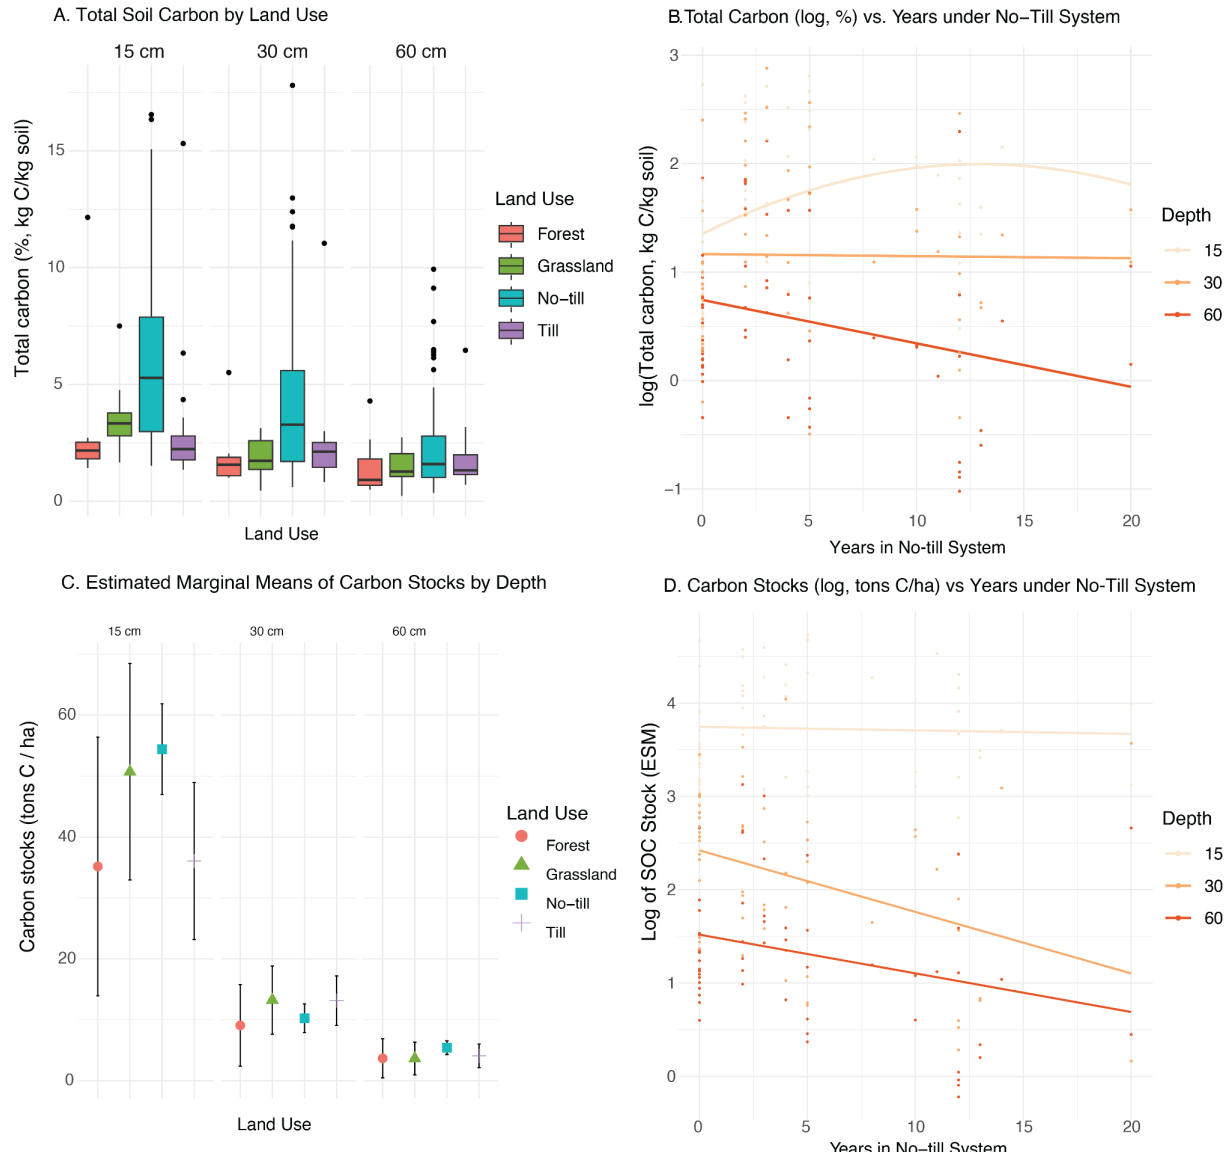 A. Total Soil Carbon by Land Use
15 cm
30 cm
60 cm
Total carbon (%, kg C/kg soil)
15
10
5
0
Land Use
Land Use
Forest
Grassland
No−till
Till
B.Total Carbon (log, %) vs. Years under No−Till System
log(Total carbon, kg C/kg soil)
3
2
1
0
−1
0
5
10
15
20
Years in No-till System
Depth
15
30
60
C. Estimated Marginal Means of Carbon Stocks by Depth
15 cm
30 cm
60 cm
Carbon stocks (tons C / ha)
60
40
20
0
Land Use
Land Use
Forest
Grassland
No−till
Till
D. Carbon Stocks (log, tons C/ha) vs Years under No-Till System
Log of SOC Stock (ESM)
4
3
2
1
0
0
5
10
15
20
Years in No−till System
Depth
15
30
60